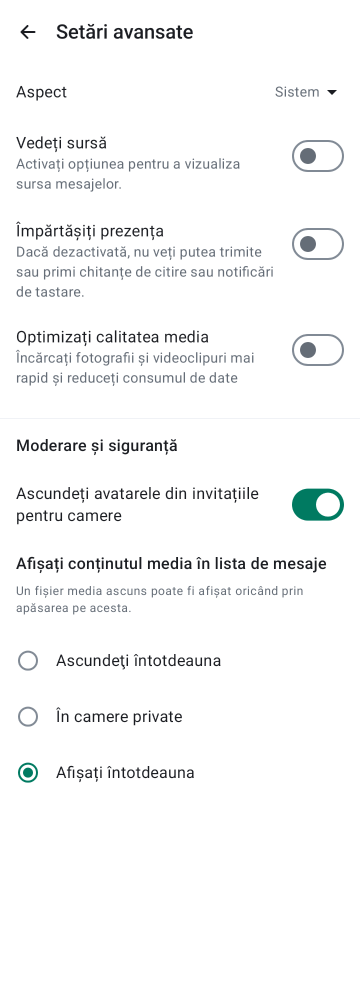 Setări avansate
Aspect
Sistem
Vedeți sursă
Activați opțiunea pentru a vizualiza
sursa mesajelor.
Împărtășiți prezența
Dacă dezactivată, nu veți putea trimite
sau primi chitanțe de citire sau notificări
de tastare.
Optimizați calitatea media
Încărcați fotografii și videoclipuri mai
rapid și reduceți consumul de date
Moderare și siguranță
Ascundeți avatarele din invitațiile
pentru camere
Afișați conținutul media în lista de mesaje
Un fișier media ascuns poate fi afișat oricând prin
apăsarea pe acesta.
Ascundeţi întotdeauna
În camere private
Afișați întotdeauna